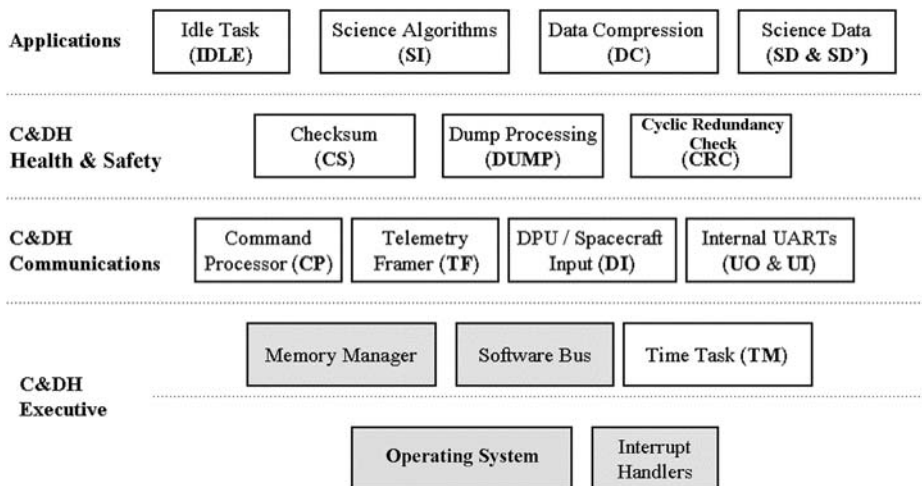 Applications
Idle Task
(IDLE)
Science Algorithms
(SI)
Data Compression
(DC)
Science Data
(SD & SD’)
C&DH
Health & Safety
Checksum
(CS)
Dump Processing
(DUMP)
Cyclic Redundancy
Check
(CRC)
C&DH
Communications
Command
Processor (CP)
Telemetry
Framer (TF)
DPU / Spacecraft
Input (DI)
Internal UARTs
(UO & UI)
C&DH
Executive
Memory Manager
Software Bus
Time Task (TM)
Operating System
Interrupt
Handlers